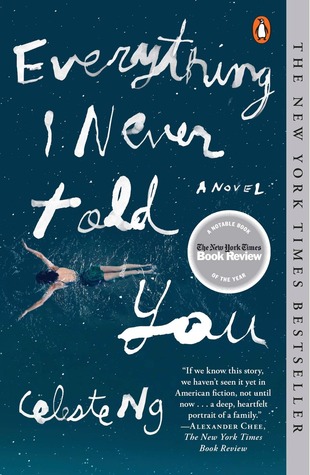 Everything
I Never
told
A NOVEL
You
A NOTABLE BOOK
The New York Times
Book Review
OF THE YEAR
Celeste Ng
"If we know this story,
we haven't seen it yet in
American fiction, not until
now . . . a deep, heartfelt
portrait of a family."
—ALEXANDER CHEE,
The New York Times
Book Review
THE NEW YORK TIMES BESTSELLER